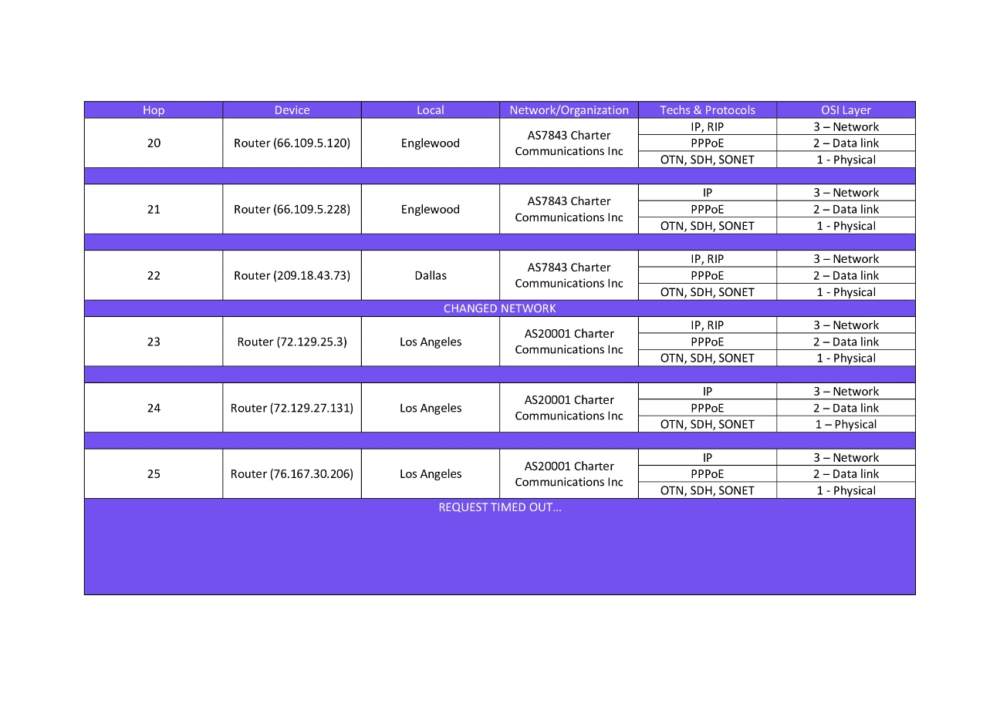 Hop Device Local Network/Organization Techs & Protocols OSI Layer
20 Router (66.109.5.120) Englewood AS7843 Charter
Communications Inc
IP, RIP 3 – Network
PPPoE 2 – Data link
OTN, SDH, SONET 1 - Physical
21 Router (66.109.5.228) Englewood AS7843 Charter
Communications Inc
IP 3 – Network
PPPoE 2 – Data link
OTN, SDH, SONET 1 - Physical
22 Router (209.18.43.73) Dallas AS7843 Charter
Communications Inc
IP, RIP 3 – Network
PPPoE 2 – Data link
OTN, SDH, SONET 1 - Physical
CHANGED NETWORK
23 Router (72.129.25.3) Los Angeles AS20001 Charter
Communications Inc
IP, RIP 3 – Network
PPPoE 2 – Data link
OTN, SDH, SONET 1 - Physical
24 Router (72.129.27.131) Los Angeles AS20001 Charter
Communications Inc
IP 3 – Network
PPPoE 2 – Data link
OTN, SDH, SONET 1 – Physical
25 Router (76.167.30.206) Los Angeles AS20001 Charter
Communications Inc
IP 3 – Network
PPPoE 2 – Data link
OTN, SDH, SONET 1 - Physical
REQUEST TIMED OUT...